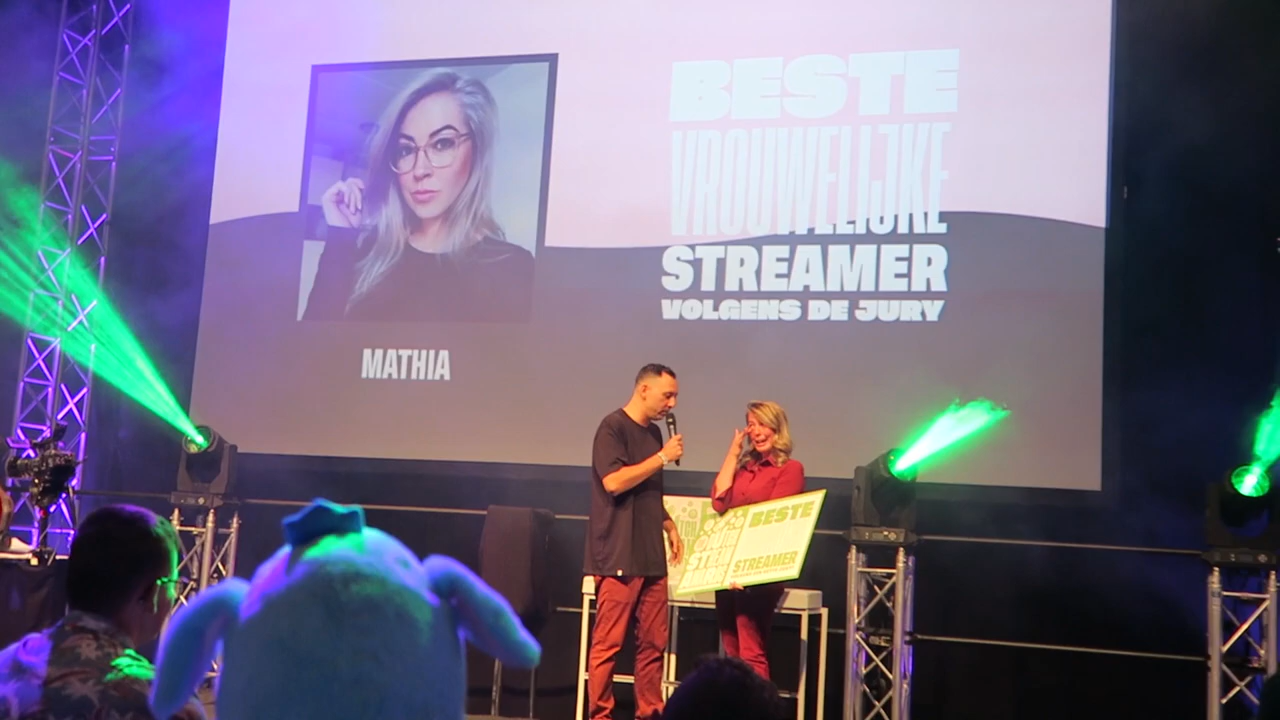 BESTE
VROUWELIJKE
STREAMER
VOLGENS DE JURY
MATHIA
BESTE
STREAMER